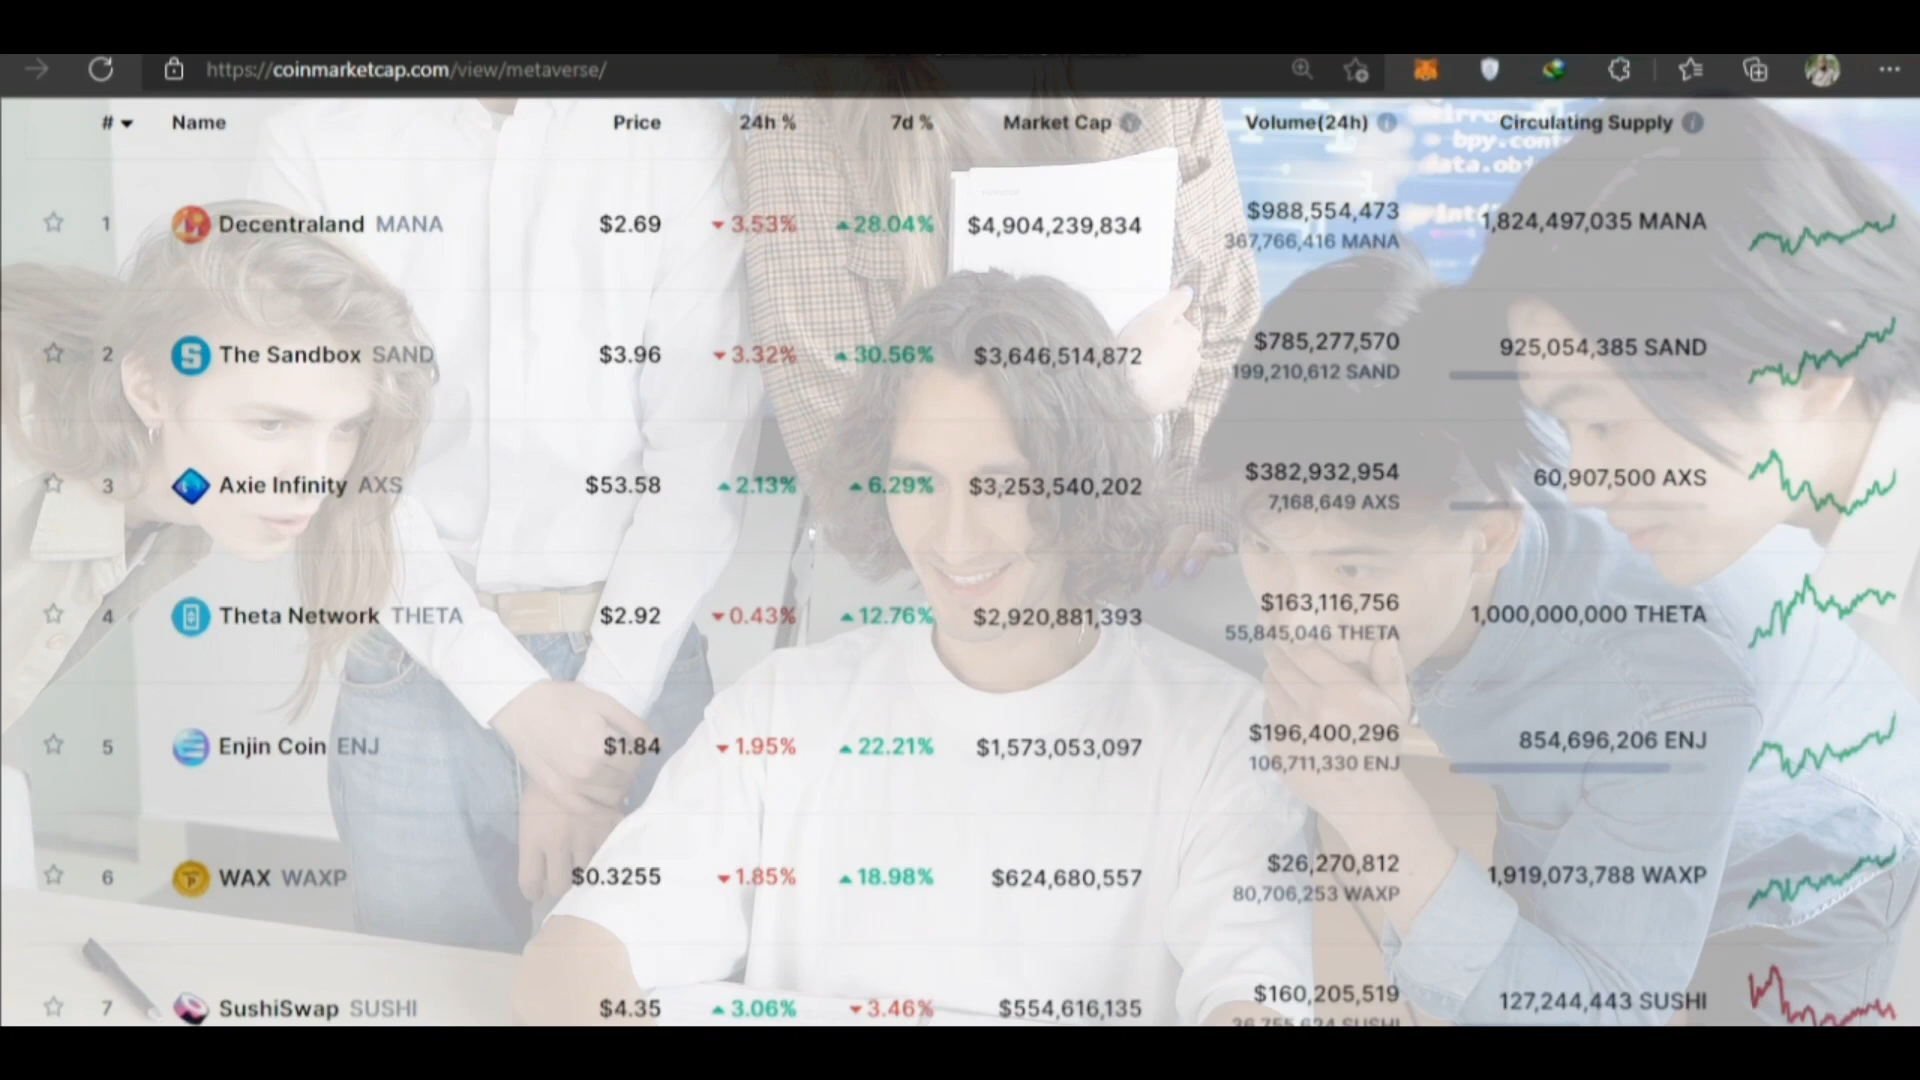 https://coinmarketcap.com/view/metaverse/
# Name Price 24h % 7d % Market Cap Volume(24h) Circulating Supply
bpy.con
data.obj
1 Decentraland MANA $2.69 3.53% 28.04% $4,904,239,834 $988,554,473 1,824,497,035 MANA
367,766,416 MANA
2 The Sandbox SAND $3.96 3.32% 30.56% $3,646,514,872 $785,277,570 925,054,385 SAND
199,210,612 SAND
3 Axie Infinity AXS $53.58 2.13% 6.29% $3,253,540,202 $382,932,954 60,907,500 AXS
7,168,649 AXS
4 Theta Network THETA $2.92 0.43% 12.76% $2,920,881,393 $163,116,756 1,000,000,000 THETA
55,845,046 THETA
5 Enjin Coin ENJ $1.84 1.95% 22.21% $1,573,053,097 $196,400,296 854,696,206 ENJ
106,711,330 ENJ
6 WAX WAXP $0.3255 1.85% 18.98% $624,680,557 $26,270,812 1,919,073,788 WAXP
80,706,253 WAXP
7 SushiSwap SUSHI $4.35 3.06% 3.46% $554,616,135 $160,205,519 127,244,443 SUSHI
36,755,624 SUSHI